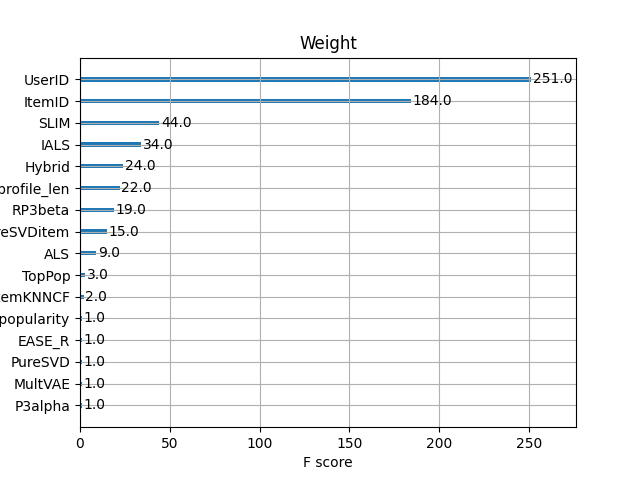 Weight
UserID 251.0
ItemID 184.0
SLIM 44.0
IALS 34.0
Hybrid 24.0
profile_len 22.0
RP3beta 19.0
eSVDitem 15.0
ALS 9.0
TopPop 3.0
emKNNCF 2.0
popularity 1.0
EASE_R 1.0
PureSVD 1.0
MultVAE 1.0
P3alpha 1.0
0 50 100 150 200 250
F score